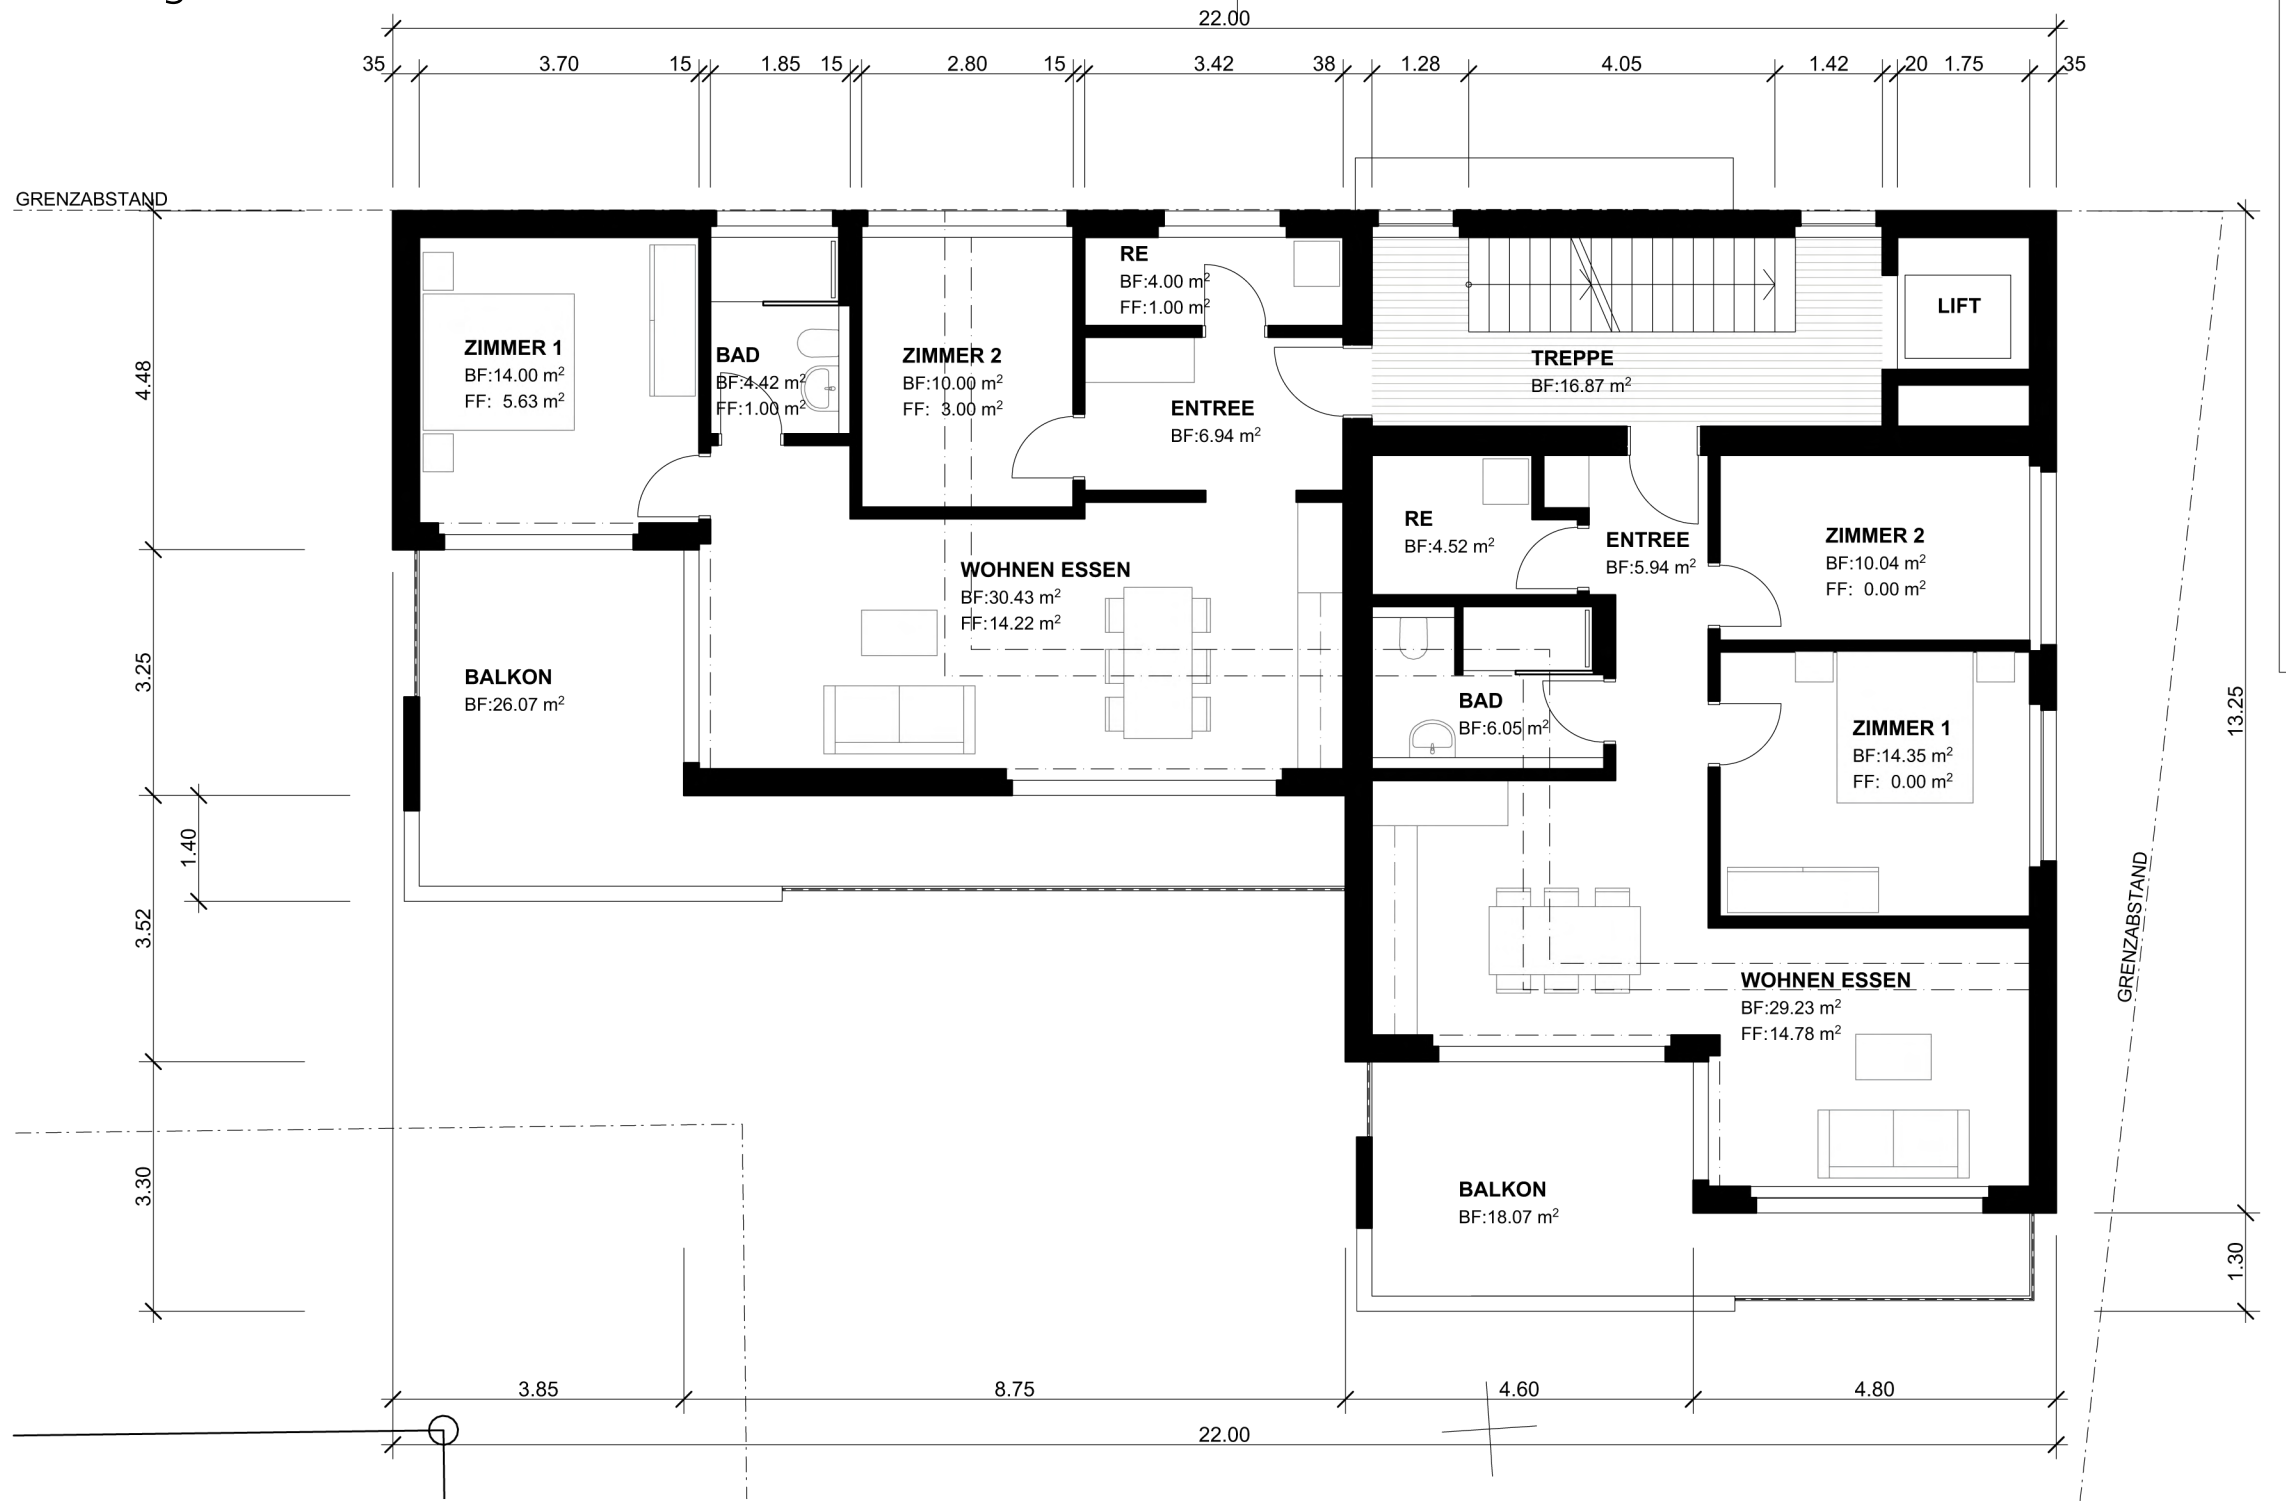 22.00
35 3.70 15 1.85 15 2.80 15 3.42 38 1.28 4.05 1.42 20 1.75 35
GRENZABSTAND
RE
BF:4.00 m²
FF:1.00 m²
LIFT
ZIMMER 1
BF:14.00 m²
FF: 5.63 m²
BAD
BF:4.42 m²
FF:1.00 m²
ZIMMER 2
BF:10.00 m²
FF: 3.00 m²
TREPPE
BF:16.87 m²
ENTREE
BF:6.94 m²
4.48
RE
BF:4.52 m²
ENTREE
BF:5.94 m²
ZIMMER 2
BF:10.04 m²
FF: 0.00 m²
WOHNEN ESSEN
BF:30.43 m²
FF:14.22 m²
3.25
BALKON
BF:26.07 m²
BAD
BF:6.05 m²
ZIMMER 1
BF:14.35 m²
FF: 0.00 m²
13.25
1.40
3.52
GRENZABSTAND
WOHNEN ESSEN
BF:29.23 m²
FF:14.78 m²
3.30
BALKON
BF:18.07 m²
1.30
3.85 8.75 4.60 4.80
22.00